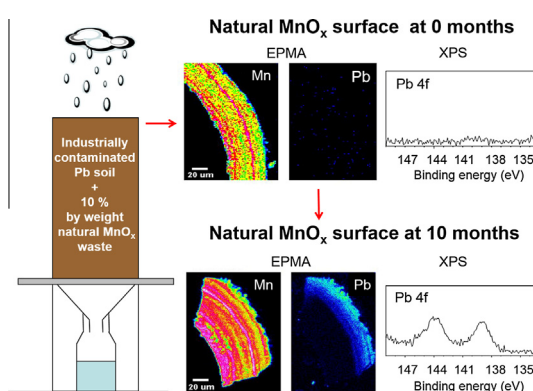 Natural MnOx surface at 0 months
EPMA
XPS
Mn
Pb
Pb 4f
20 um
147 144 141 138 135
Binding energy (eV)
Industrially
contaminated
Pb soil
+
10 %
by weight
natural MnOx
waste
Natural MnOx surface at 10 months
EPMA
XPS
Mn
Pb
Pb 4f
20 um
147 144 141 138 135
Binding energy (eV)